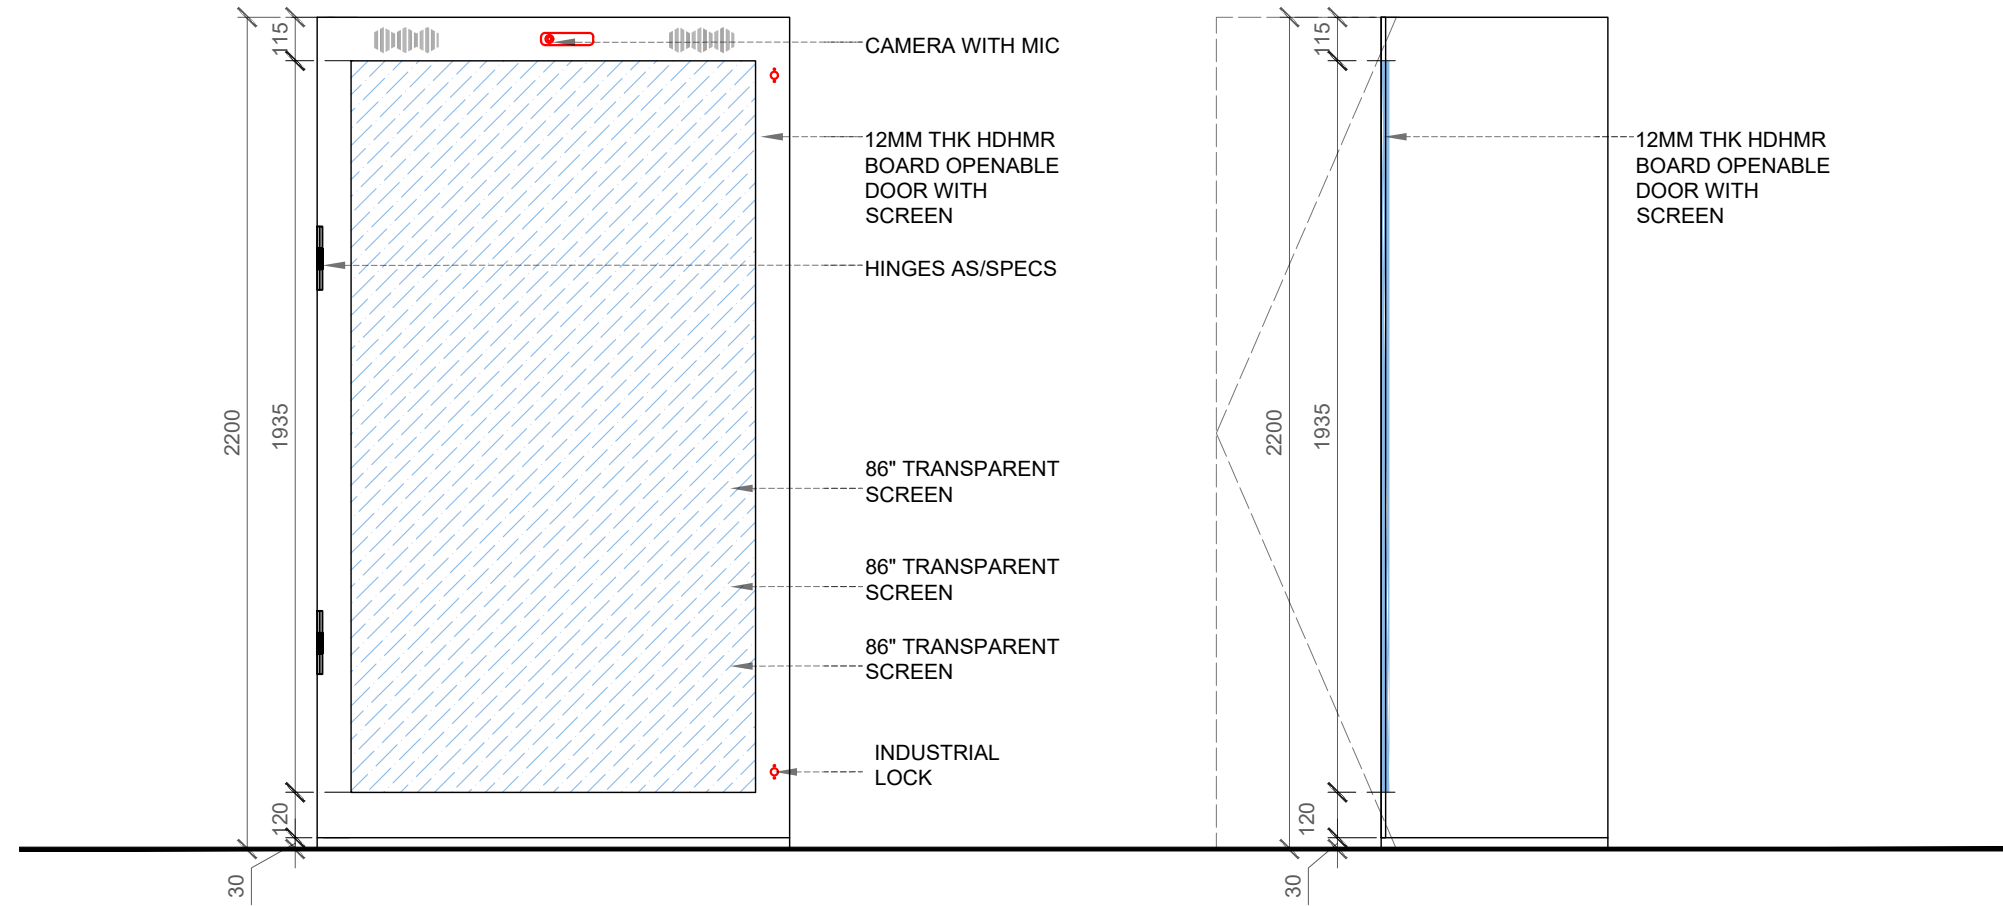 115
CAMERA WITH MIC
12MM THK HDHMR
BOARD OPENABLE
DOOR WITH
SCREEN
HINGES AS/SPECS
2200
1935
86" TRANSPARENT
SCREEN
86" TRANSPARENT
SCREEN
86" TRANSPARENT
SCREEN
INDUSTRIAL
LOCK
120
30
115
12MM THK HDHMR
BOARD OPENABLE
DOOR WITH
SCREEN
2200
1935
120
30